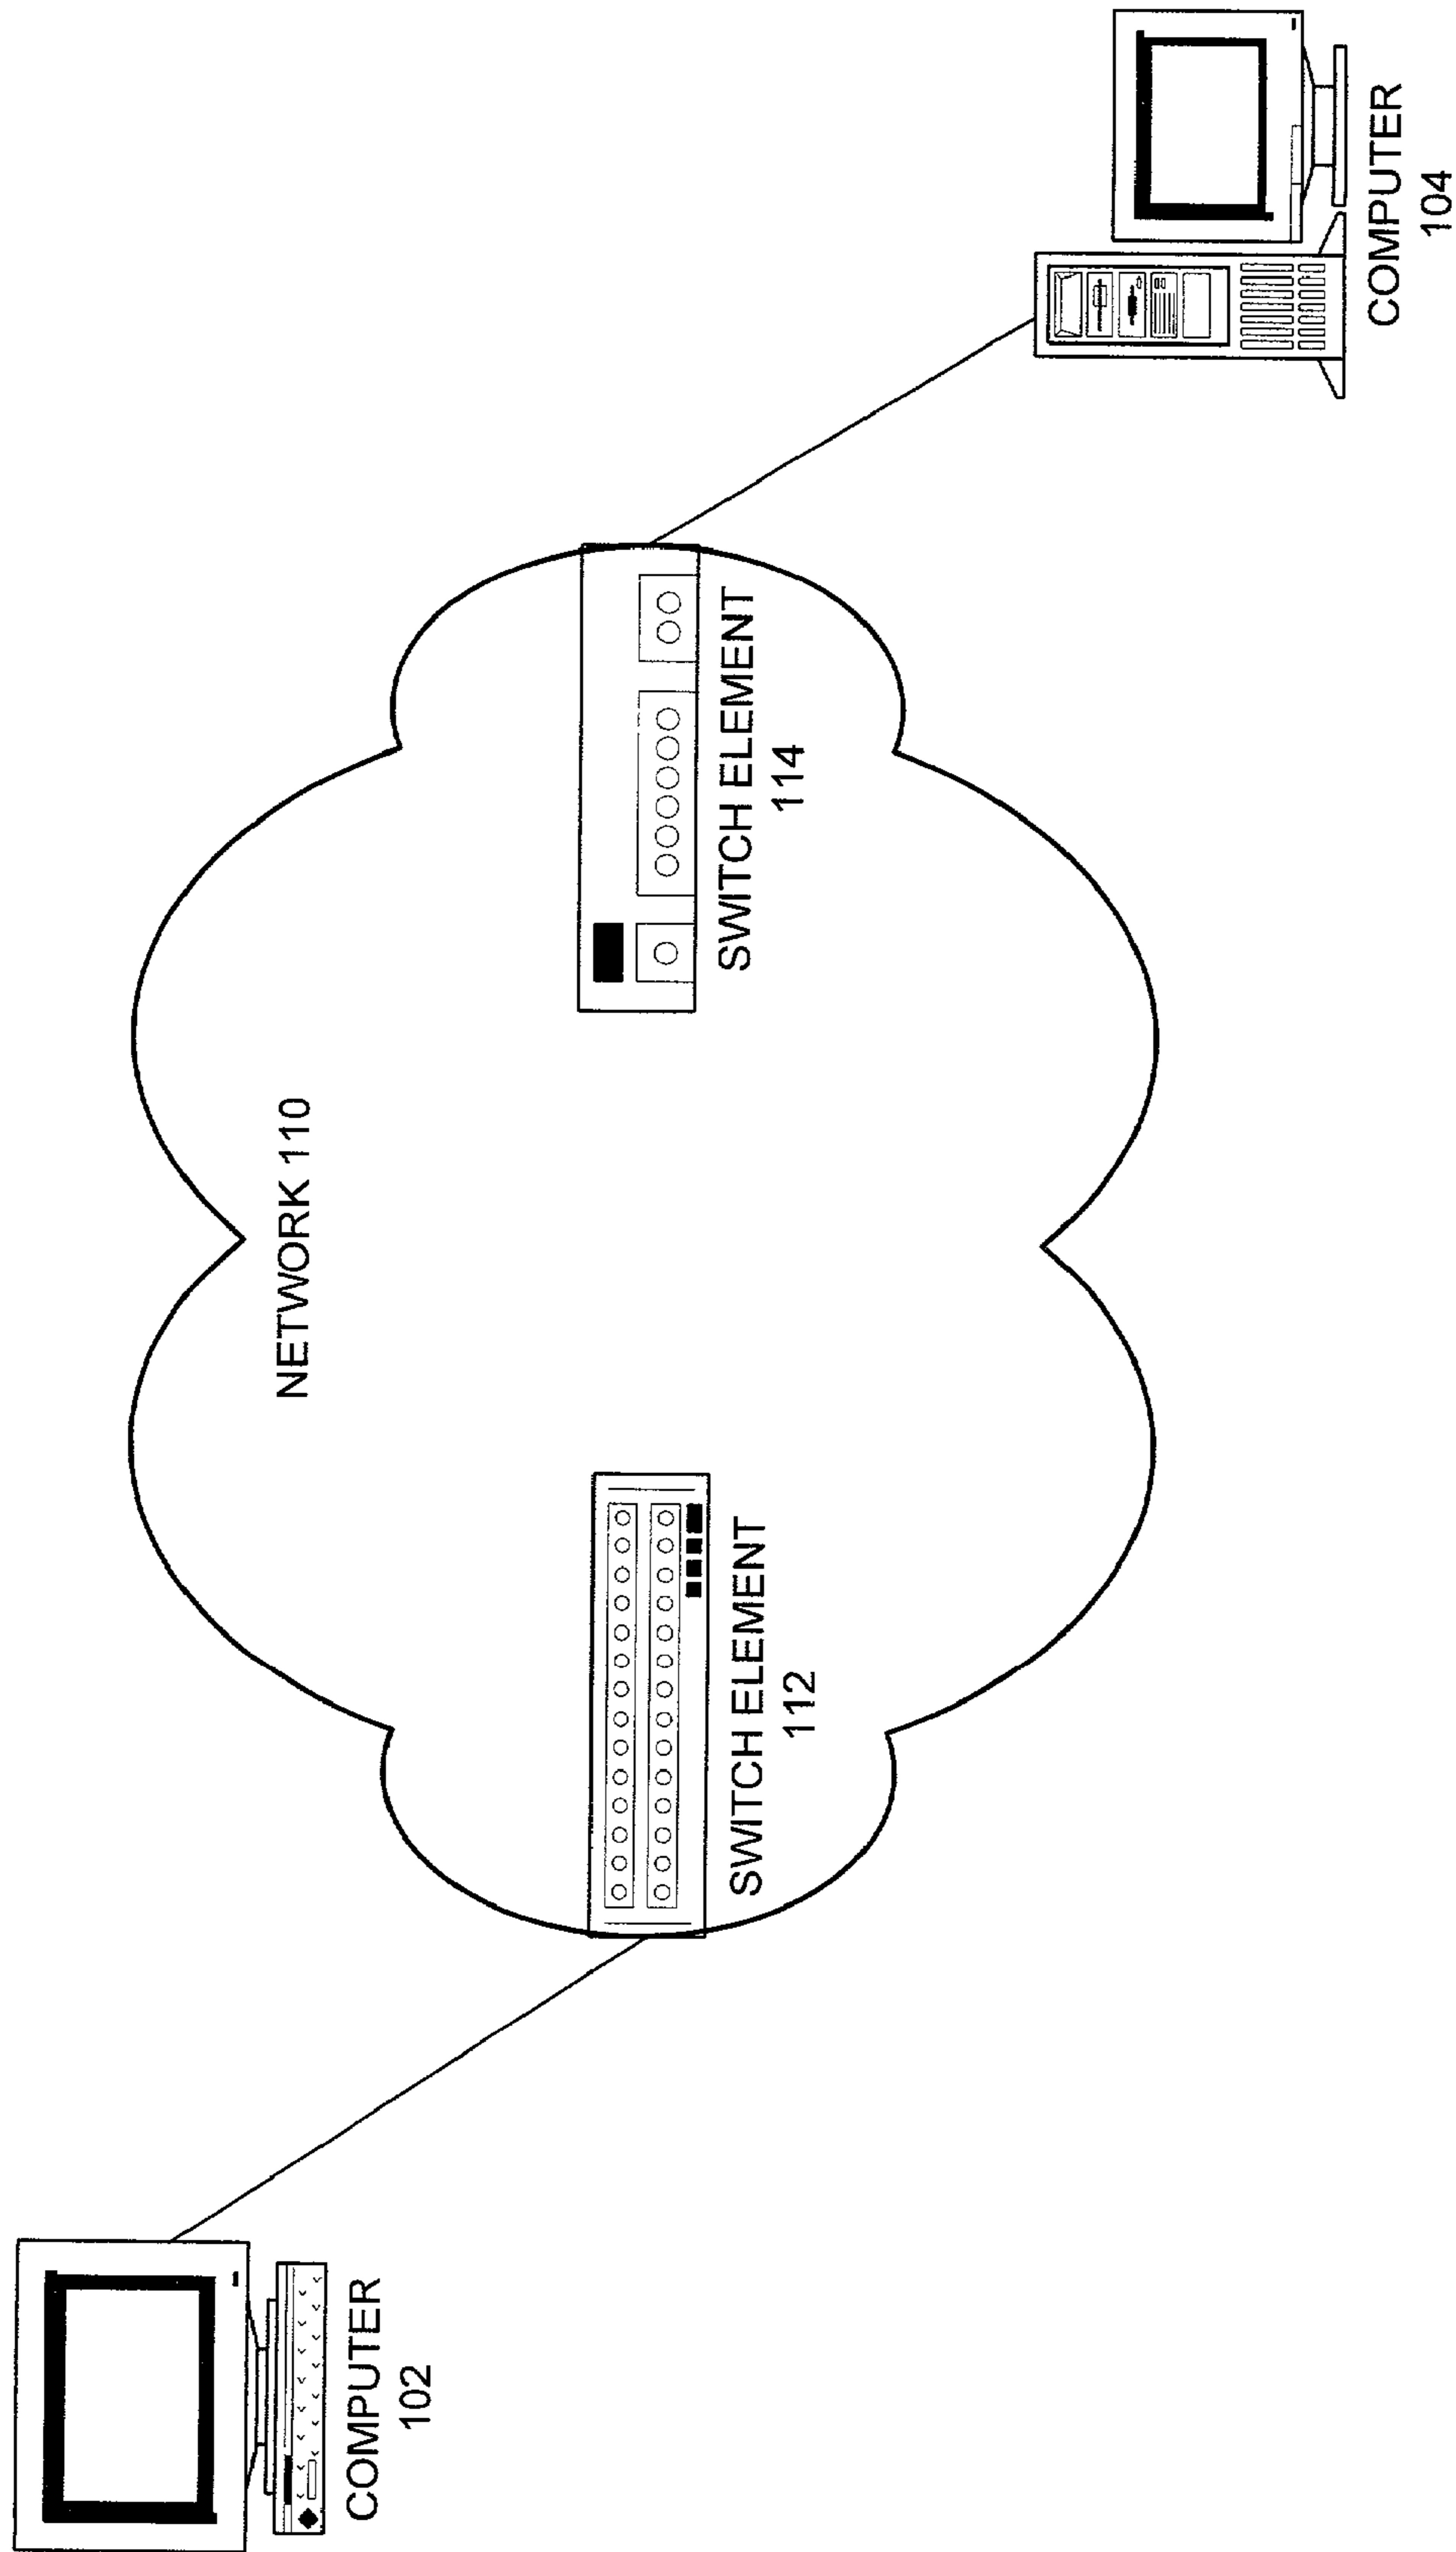 COMPUTER
102
NETWORK 110
SWITCH ELEMENT
112
SWITCH ELEMENT
114
COMPUTER
104